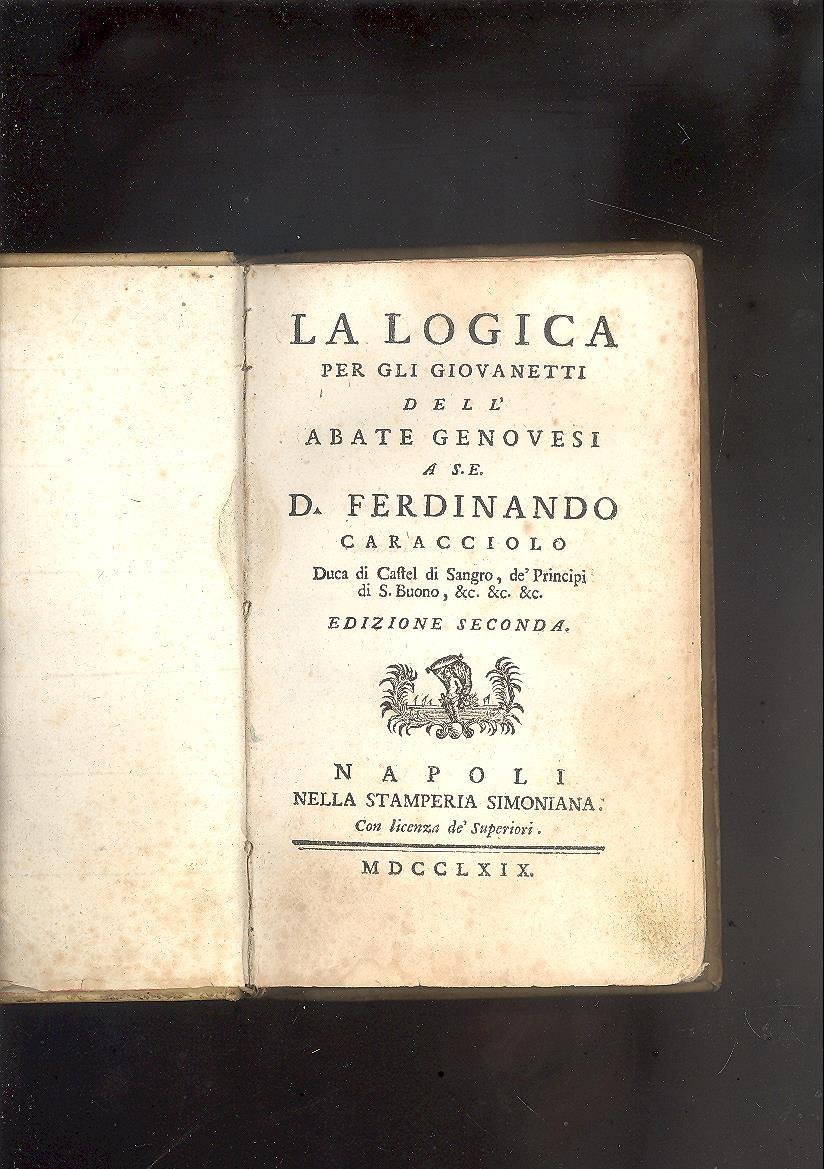 LA LOGICA
PER GLI GIOVANETTI
DELL'
ABATE GENOVESI
A S.E.
D. FERDINANDO
CARACCIOLO
Duca di Caſtel di Sangro, de' Principi
di S. Buono, &c. &c. &c.
EDIZIONE SECONDA.
NAPOLI
NELLA STAMPERIA SIMONIANA.
Con licenza de' Superiori.
MDCCLXIX.